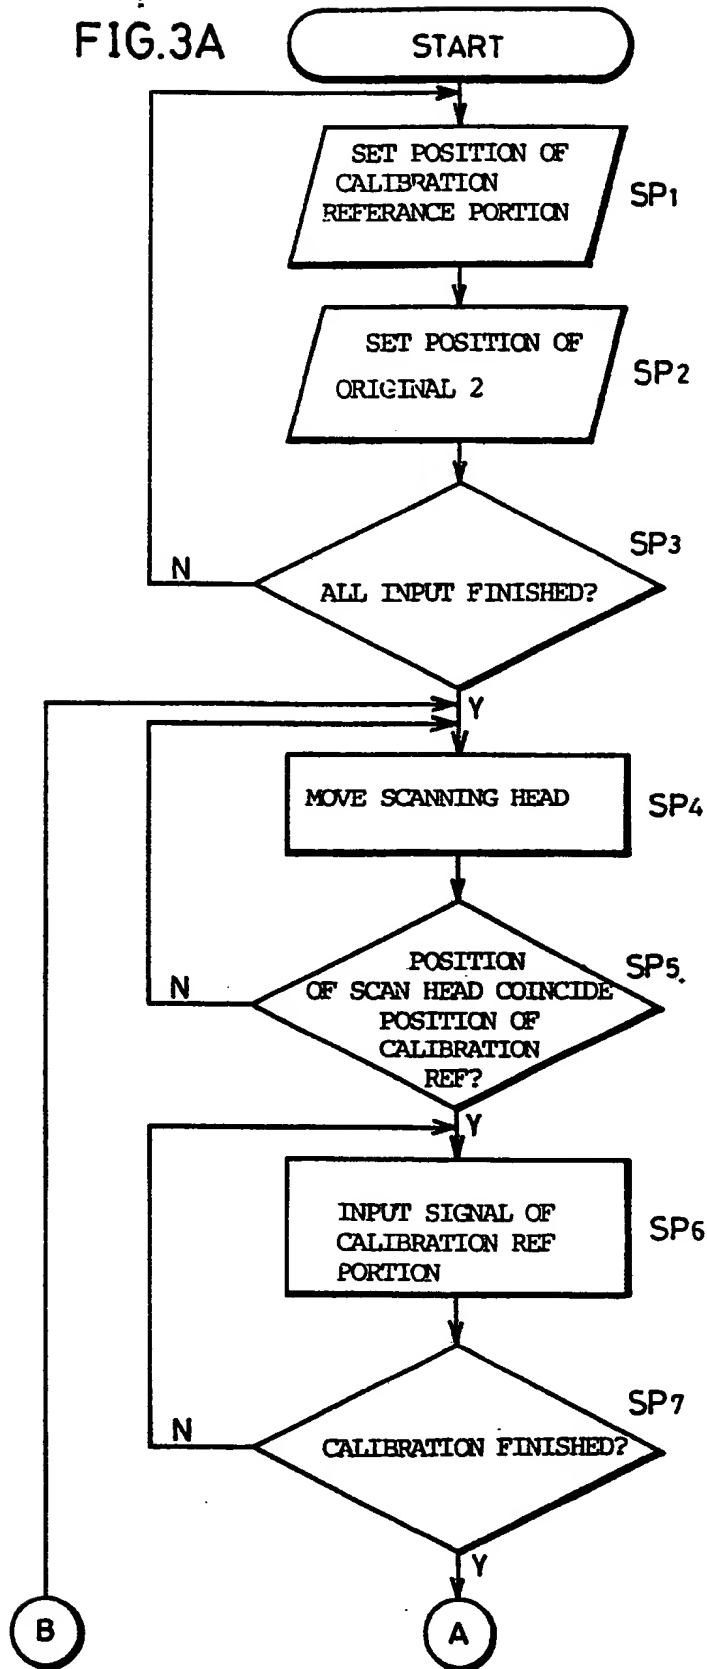 FIG.3A
START
SET POSITION OF
CALIBRATION
REFERANCE PORTION
SP1
SET POSITION OF
ORIGINAL 2
SP2
ALL INPUT FINISHED?
SP3
N
Y
MOVE SCANNING HEAD
SP4
POSITION
OF SCAN HEAD COINCIDE
POSITION OF
CALIBRATION
REF?
SP5
N
Y
INPUT SIGNAL OF
CALIBRATION REF
PORTION
SP6
CALIBRATION FINISHED?
SP7
N
Y
B
A